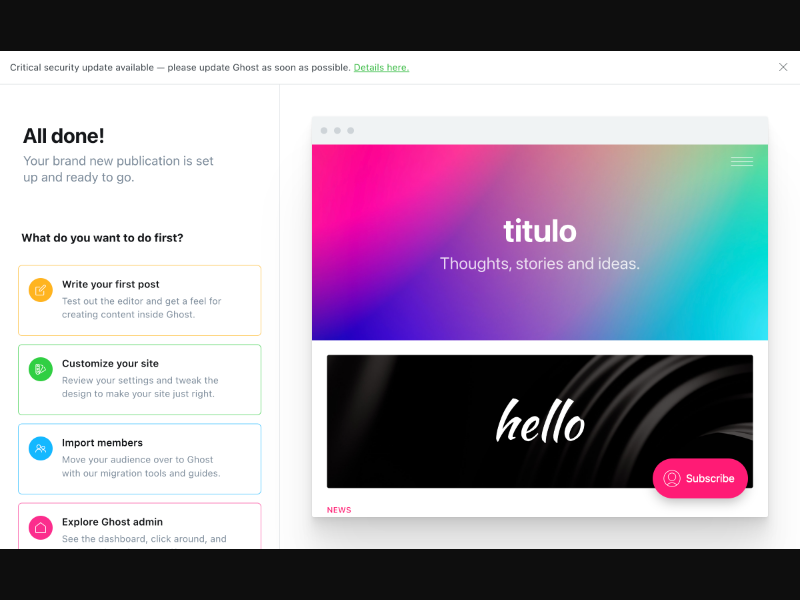 Critical security update available — please update Ghost as soon as possible. Details here.
All done!
Your brand new publication is set
up and ready to go.
What do you want to do first?
Write your first post
Test out the editor and get a feel for
creating content inside Ghost.
Customize your site
Review your settings and tweak the
design to make your site just right.
Import members
Move your audience over to Ghost
with our migration tools and guides.
Explore Ghost admin
See the dashboard, click around, and
titulo
Thoughts, stories and ideas.
hello
Subscribe
NEWS